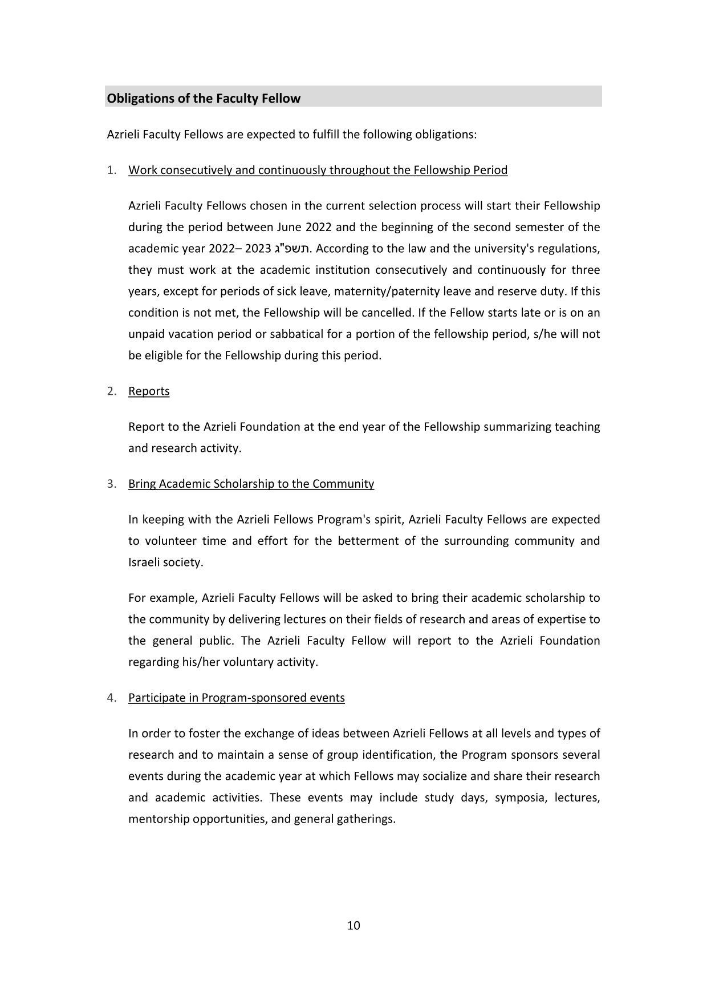 Obligations of the Faculty Fellow
Azrieli Faculty Fellows are expected to fulfill the following obligations:
1. Work consecutively and continuously throughout the Fellowship Period
Azrieli Faculty Fellows chosen in the current selection process will start their Fellowship
during the period between June 2022 and the beginning of the second semester of the
academic year 2022– 2023 תשפ"ג. According to the law and the university's regulations,
they must work at the academic institution consecutively and continuously for three
years, except for periods of sick leave, maternity/paternity leave and reserve duty. If this
condition is not met, the Fellowship will be cancelled. If the Fellow starts late or is on an
unpaid vacation period or sabbatical for a portion of the fellowship period, s/he will not
be eligible for the Fellowship during this period.
2. Reports
Report to the Azrieli Foundation at the end year of the Fellowship summarizing teaching
and research activity.
3. Bring Academic Scholarship to the Community
In keeping with the Azrieli Fellows Program's spirit, Azrieli Faculty Fellows are expected
to volunteer time and effort for the betterment of the surrounding community and
Israeli society.
For example, Azrieli Faculty Fellows will be asked to bring their academic scholarship to
the community by delivering lectures on their fields of research and areas of expertise to
the general public. The Azrieli Faculty Fellow will report to the Azrieli Foundation
regarding his/her voluntary activity.
4. Participate in Program-sponsored events
In order to foster the exchange of ideas between Azrieli Fellows at all levels and types of
research and to maintain a sense of group identification, the Program sponsors several
events during the academic year at which Fellows may socialize and share their research
and academic activities. These events may include study days, symposia, lectures,
mentorship opportunities, and general gatherings.
10